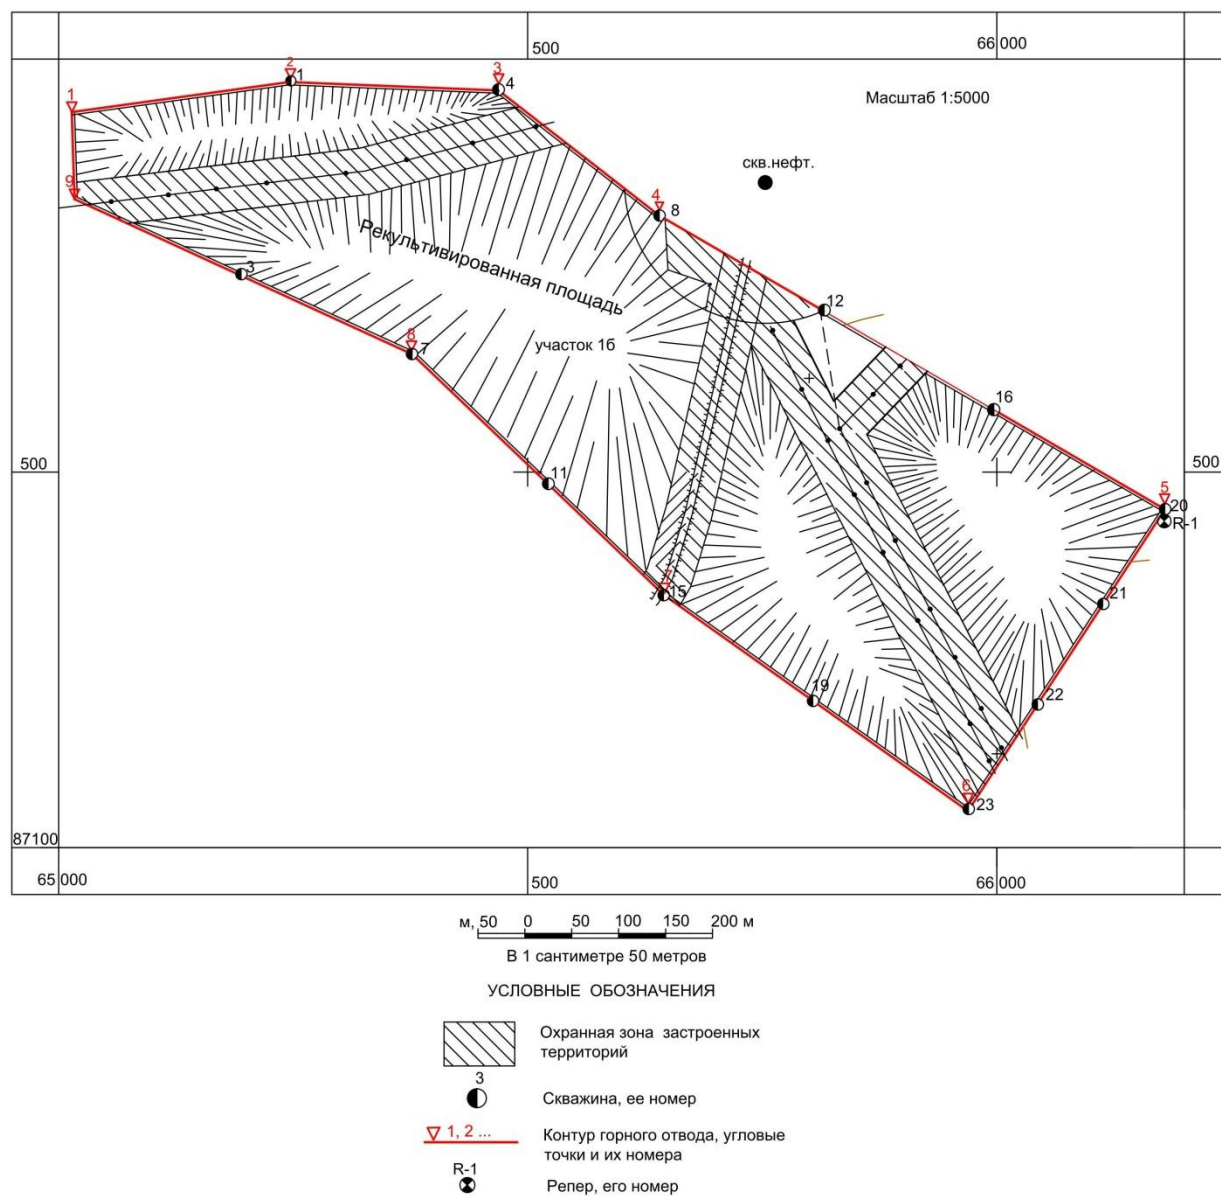 500
66 000
Масштаб 1:5000
2
1
3
4
1
скв.нефт.
4
8
9
Рекультивированная площадь
3
12
8
7
участок 1б
16
500
500
11
5
20
R-1
7
15
21
19
22
6
23
87100
65 000
500
66 000
м, 50 0 50 100 150 200 м
В 1 сантиметре 50 метров
УСЛОВНЫЕ ОБОЗНАЧЕНИЯ
Охранная зона застроенных
территорий
3
Скважина, ее номер
1, 2 ...
Контур горного отвода, угловые
точки и их номера
R-1
Репер, его номер